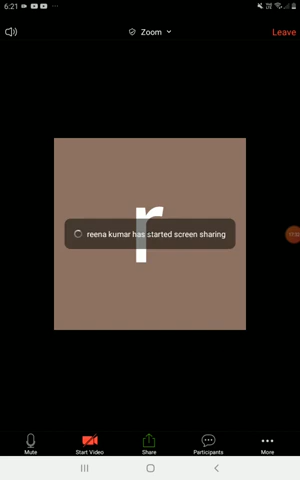 6:21
Zoom
Leave
r
reena kumar has started screen sharing
Mute
Start Video
Share
Participants
More